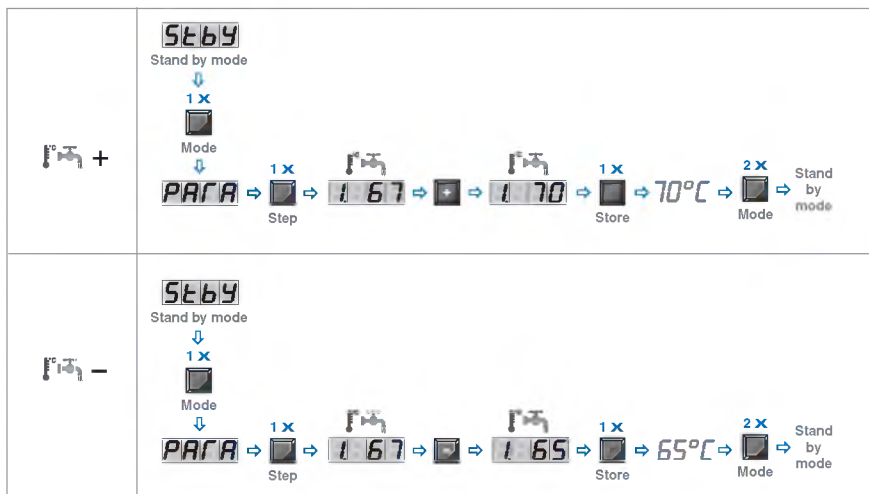 Stby
Stand by mode
1 X
Mode
°C +
PARA 1 X Step 1. 67 + °C 1. 70 1 X Store 70°C 2 X Mode Stand by mode
Stby
Stand by mode
1 X
Mode
°C –
PARA 1 X Step 1. 67 - 1. 65 1 X Store 65°C 2 X Mode Stand by mode